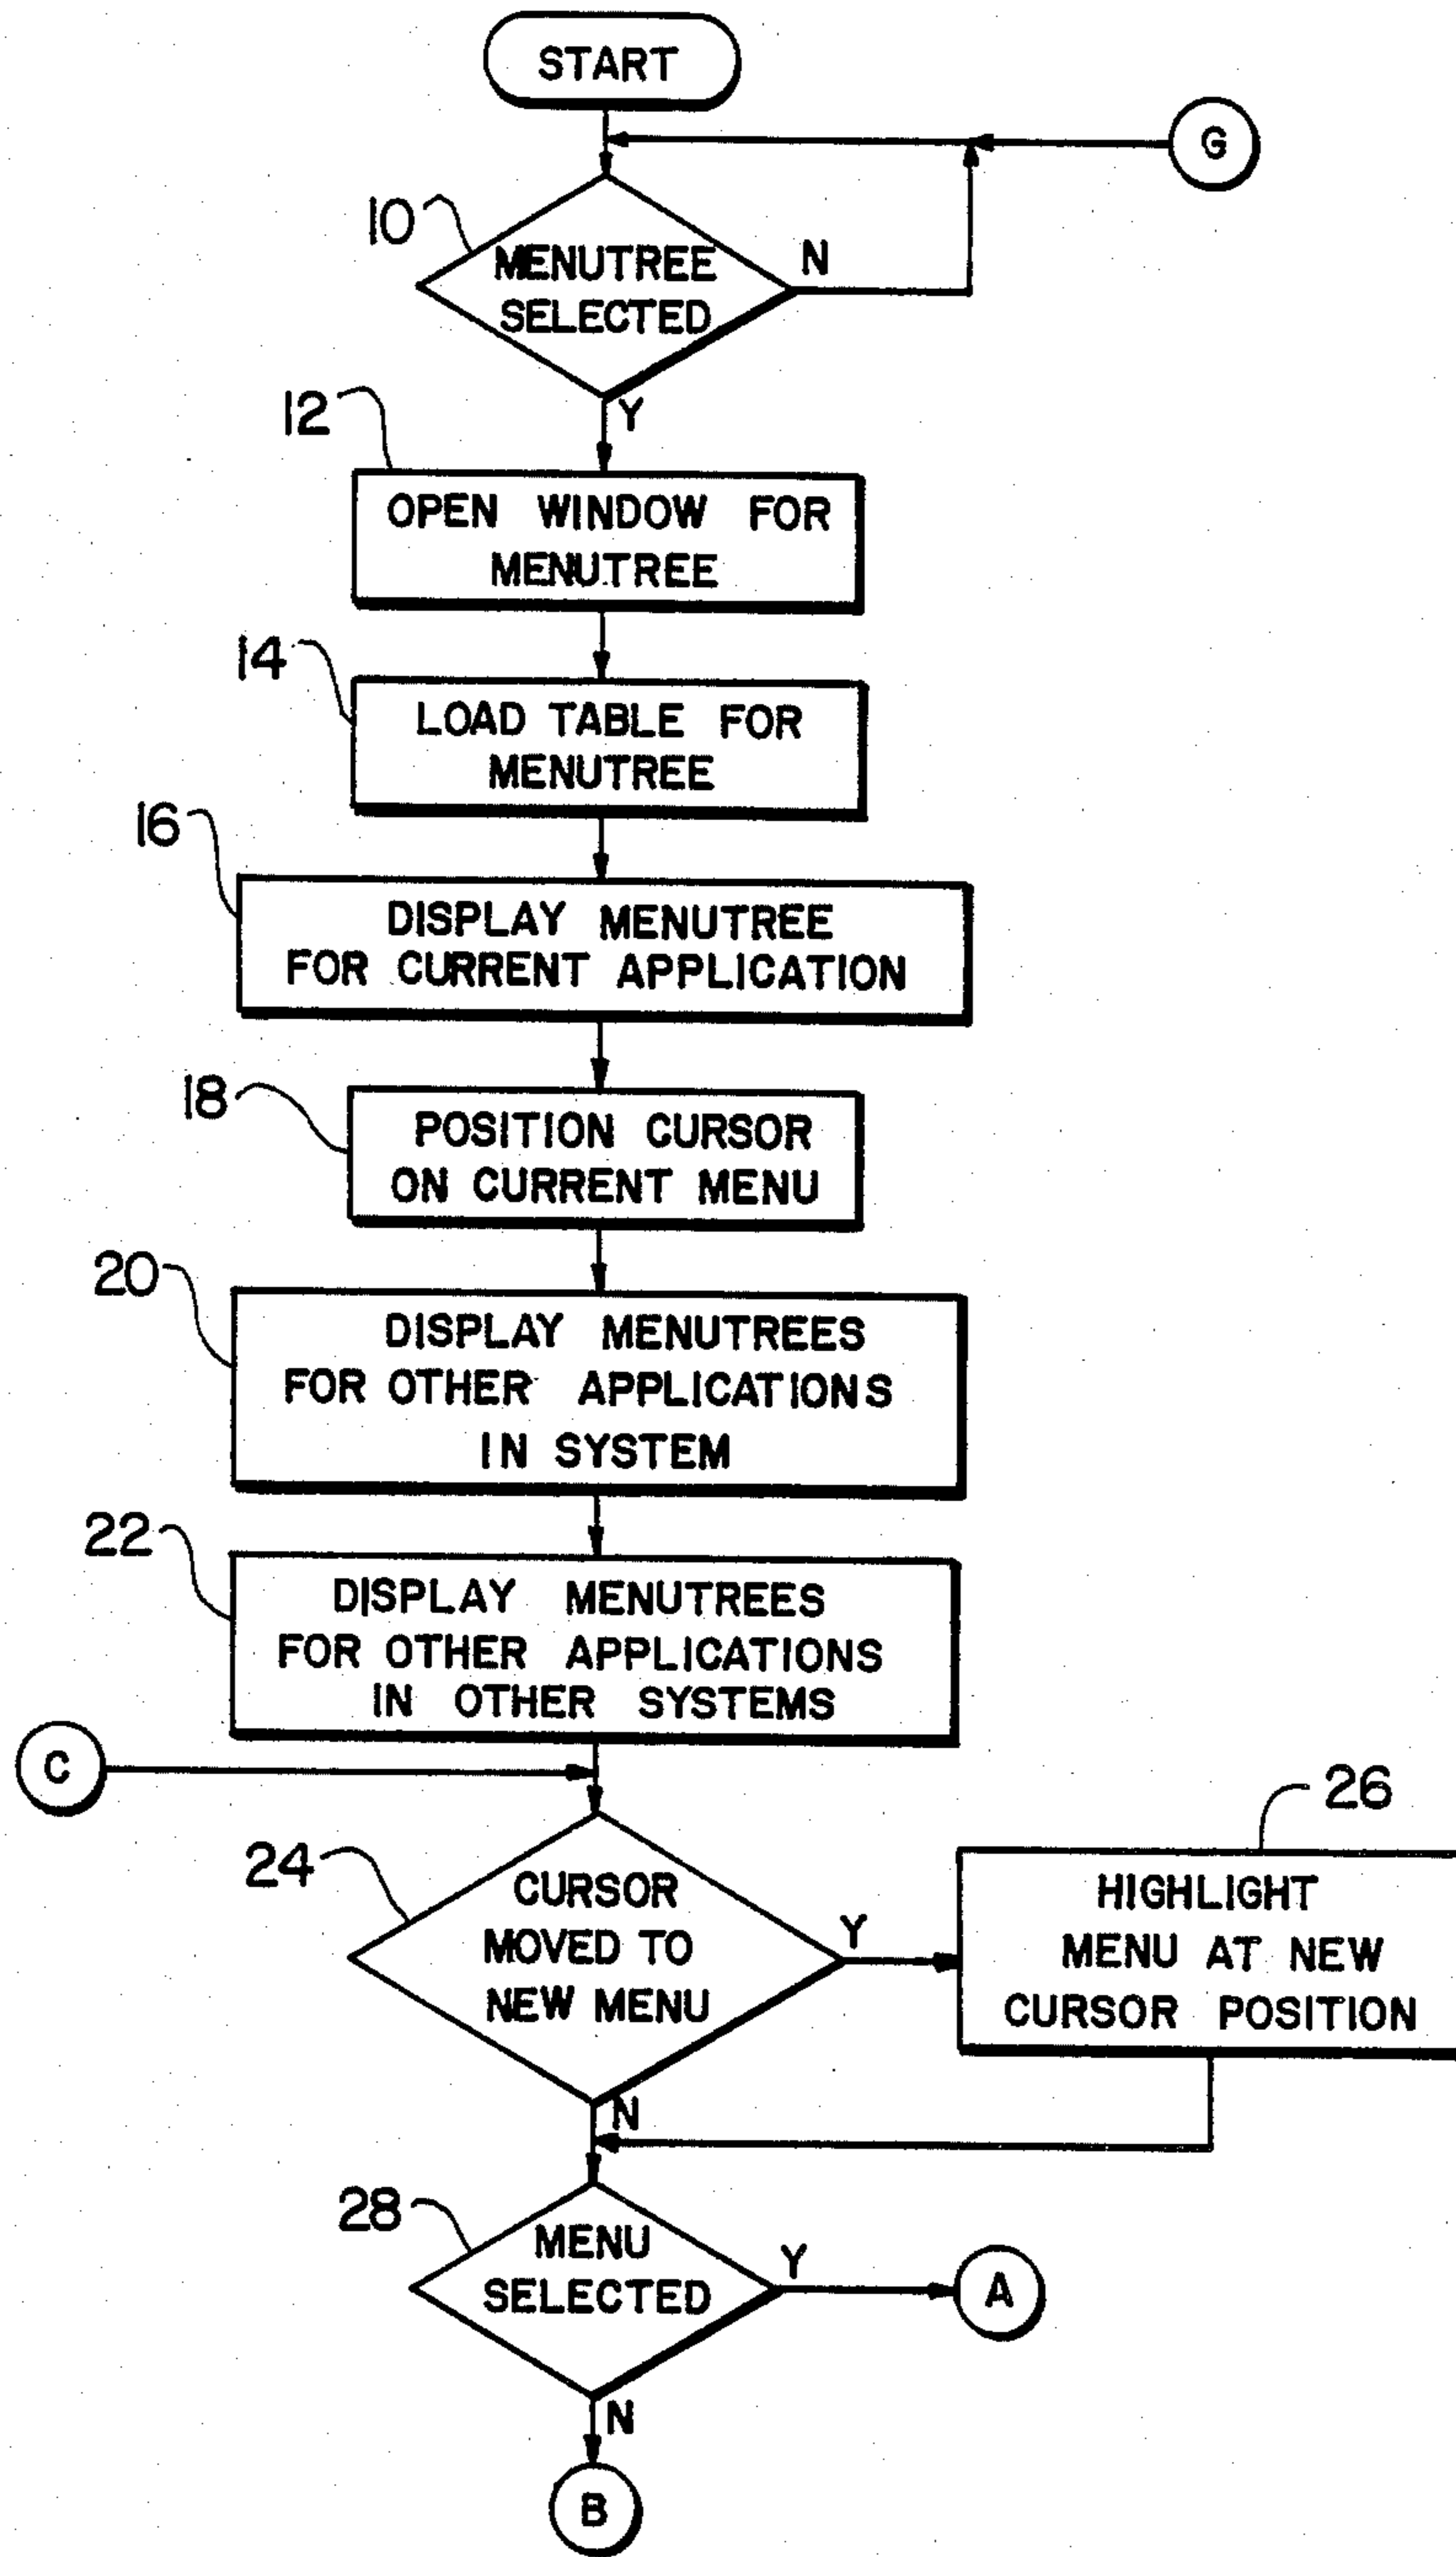 START
G
10
MENUTREE
SELECTED
N
Y
12
OPEN WINDOW FOR
MENUTREE
14
LOAD TABLE FOR
MENUTREE
16
DISPLAY MENUTREE
FOR CURRENT APPLICATION
18
POSITION CURSOR
ON CURRENT MENU
20
DISPLAY MENUTREES
FOR OTHER APPLICATIONS
IN SYSTEM
22
DISPLAY MENUTREES
FOR OTHER APPLICATIONS
IN OTHER SYSTEMS
C
24
CURSOR
MOVED TO
NEW MENU
Y
26
HIGHLIGHT
MENU AT NEW
CURSOR POSITION
N
28
MENU
SELECTED
Y
A
N
B